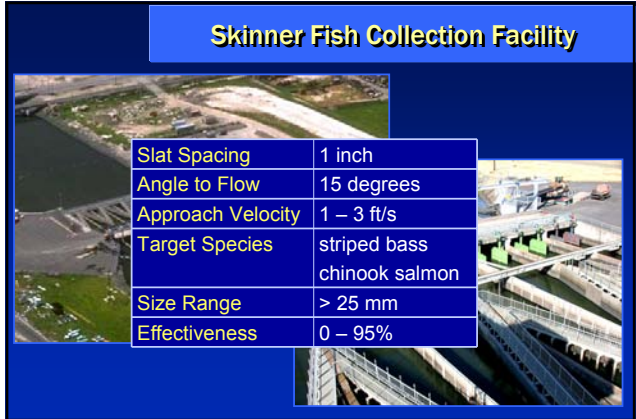 Skinner Fish Collection Facility
Slat Spacing 1 inch
Angle to Flow 15 degrees
Approach Velocity 1 – 3 ft/s
Target Species striped bass
chinook salmon
Size Range > 25 mm
Effectiveness 0 – 95%